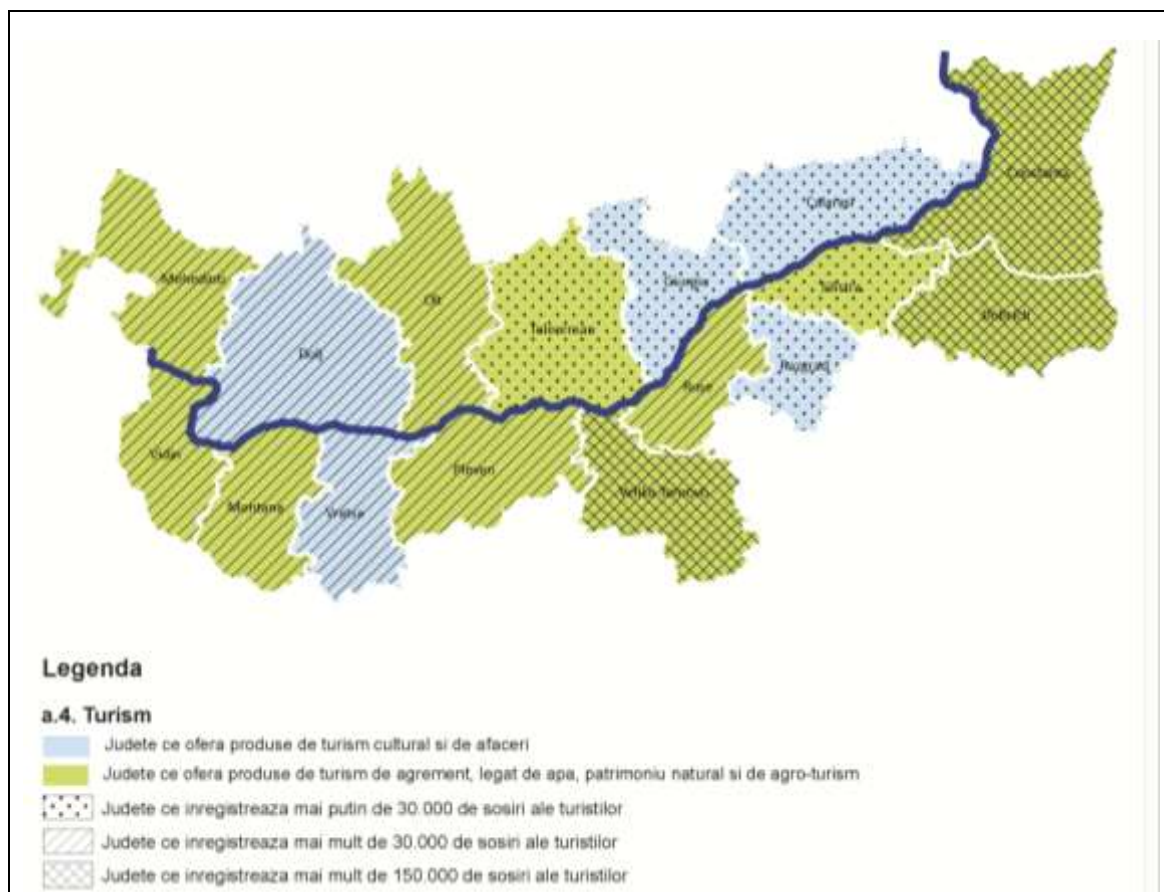 Constanta
Calarasi
Mehedinti
Giurgiu
Silistra
Olt
Dobrich
Teleorman
Dolj
Razgrad
Ruse
Vidin
Pleven
Veliko Tarnovo
Montana
Vratsa
Legenda
a.4. Turism
Judete ce ofera produse de turism cultural si de afaceri
Judete ce ofera produse de turism de agrement, legat de apa, patrimoniu natural si de agro-turism
Judete ce inregistreaza mai putin de 30.000 de sosiri ale turistilor
Judete ce inregistreaza mai mult de 30.000 de sosiri ale turistilor
Judete ce inregistreaza mai mult de 150.000 de sosiri ale turistilor